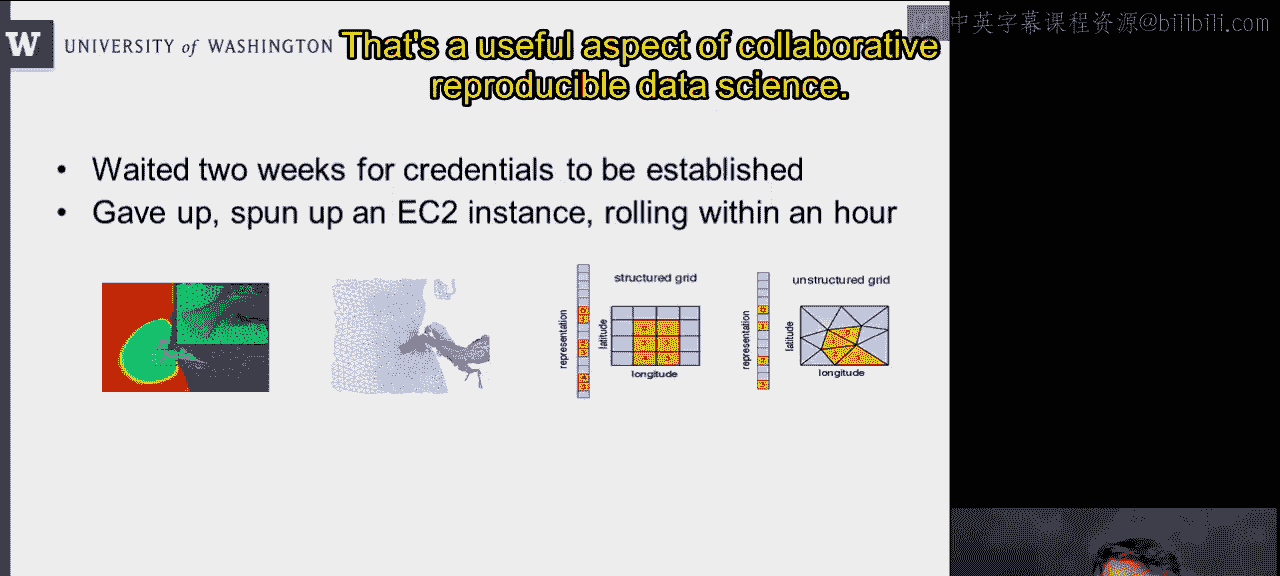 W
UNIVERSITY of WASHINGTON
That's a useful aspect of collaborative
reproducible data science.
中英字幕课程资源@bilibili.com
• Waited two weeks for credentials to be established
• Gave up, spun up an EC2 instance, rolling within an hour
structured grid
representation
latitude
longitude
unstructured grid
representation
latitude
longitude